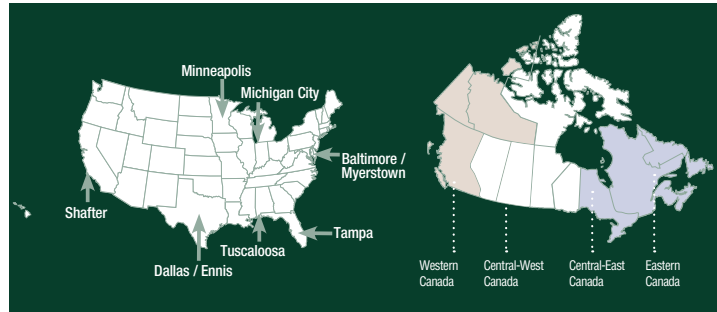 Minneapolis
Michigan City
Baltimore /
Myerstown
Shafter
Tampa
Tuscaloosa
Dallas / Ennis
Western
Canada
Central-West
Canada
Central-East
Canada
Eastern
Canada